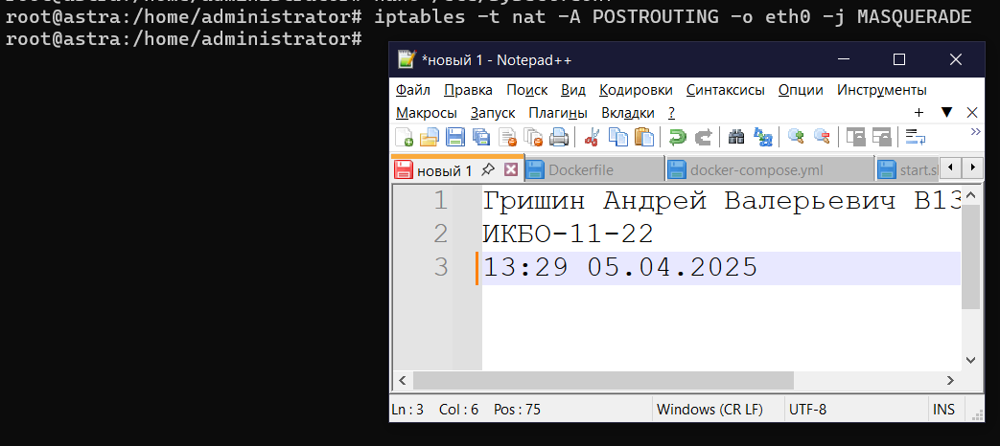 root@astra:/home/administrator# iptables -t nat -A POSTROUTING -o eth0 -j MASQUERADE
root@astra:/home/administrator#
*новый 1 - Notepad++
Файл Правка Поиск Вид Кодировки Синтаксисы Опции Инструменты
Макросы Запуск Плагины Вкладки ?
новый 1 Dockerfile docker-compose.yml start.s
1 Гришин Андрей Валерьевич В13
2 ИКБО-11-22
3 13:29 05.04.2025
Ln : 3 Col : 6 Pos : 75 Windows (CR LF) UTF-8 INS